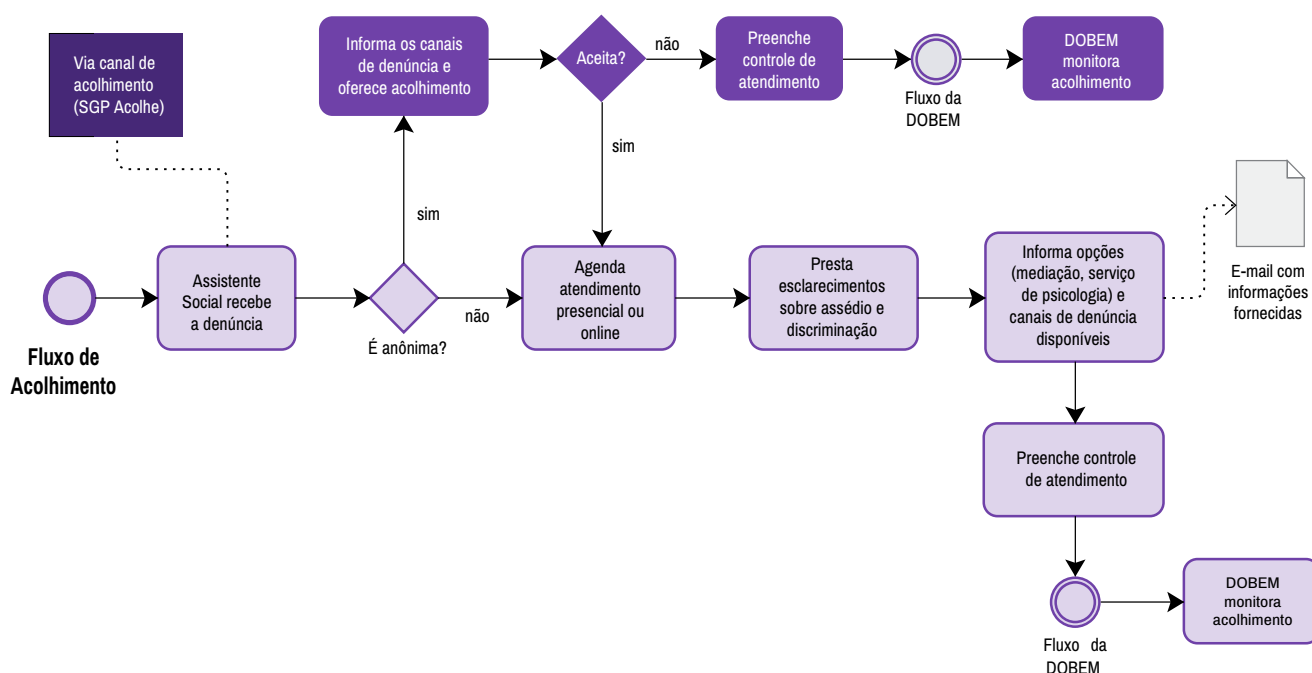 Via canal de
acolhimento
(SGP Acolhe)
Informa os canais
de denúncia e
oferece acolhimento
Aceita?
não
Preenche
controle de
atendimento
Fluxo da
DOBEM
DOBEM
monitora
acolhimento
sim
sim
Fluxo de
Acolhimento
Assistente
Social recebe
a denúncia
É anônima?
não
Agenda
atendimento
presencial ou
online
Presta
esclarecimentos
sobre assédio e
discriminação
Informa opções
(mediação, serviço
de psicologia) e
canais de denúncia
disponíveis
E-mail com
informações
fornecidas
Preenche controle
de atendimento
Fluxo da
DOBEM
DOBEM
monitora
acolhimento